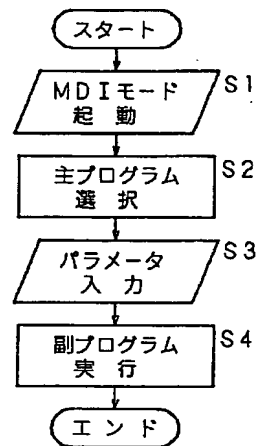 スタート
MDIモード S1
起動
主プログラム S2
選択
パラメータ S3
入力
副プログラム S4
実行
エンド